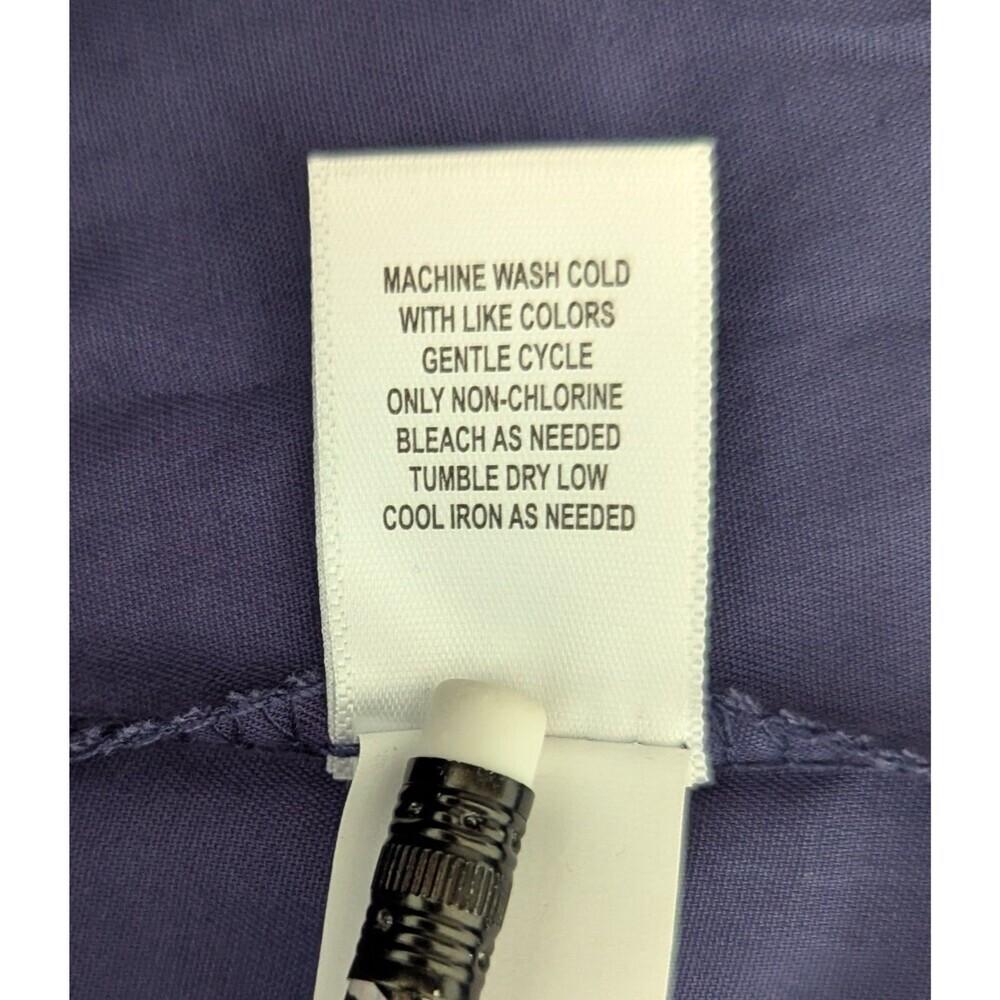 MACHINE WASH COLD
WITH LIKE COLORS
GENTLE CYCLE
ONLY NON-CHLORINE
BLEACH AS NEEDED
TUMBLE DRY LOW
COOL IRON AS NEEDED